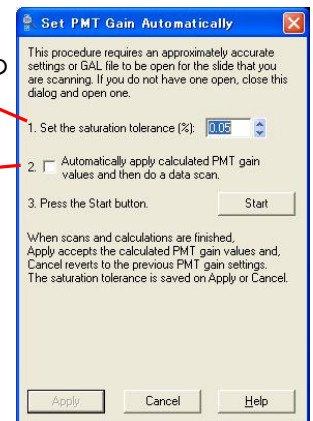 Set PMT Gain Automatically
This procedure requires an approximately accurate
settings or GAL file to be open for the slide that you
are scanning. If you do not have one open, close this
dialog and open one.
1. Set the saturation tolerance (%): 0.05
2. Automatically apply calculated PMT gain
values and then do a data scan.
3. Press the Start button. Start
When scans and calculations are finished,
Apply accepts the calculated PMT gain values and,
Cancel reverts to the previous PMT gain settings.
The saturation tolerance is saved on Apply or Cancel.
Apply Cancel Help